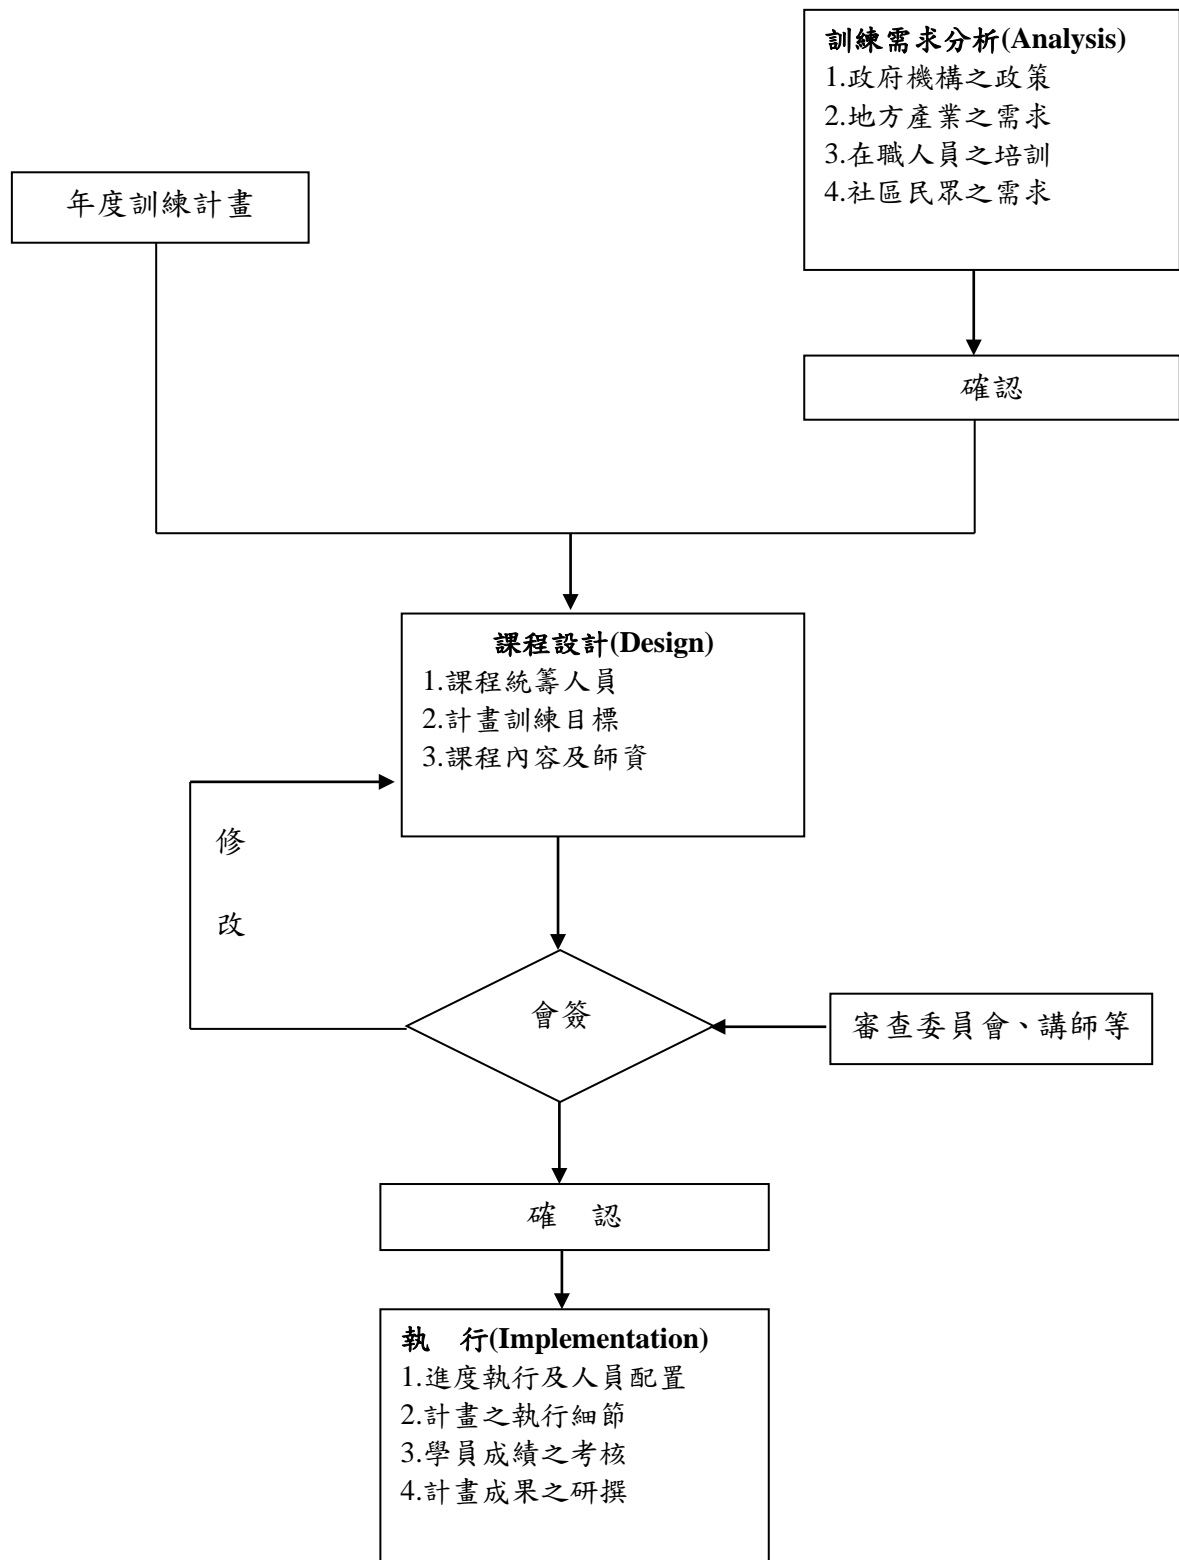 訓練需求分析(Analysis)
1.政府機構之政策
2.地方產業之需求
3.在職人員之培訓
4.社區民眾之需求
年度訓練計畫
確認
課程設計(Design)
1.課程統籌人員
2.計畫訓練目標
3.課程內容及師資
修
改
會簽
審查委員會、講師等
確　認
執　行(Implementation)
1.進度執行及人員配置
2.計畫之執行細節
3.學員成績之考核
4.計畫成果之研撰